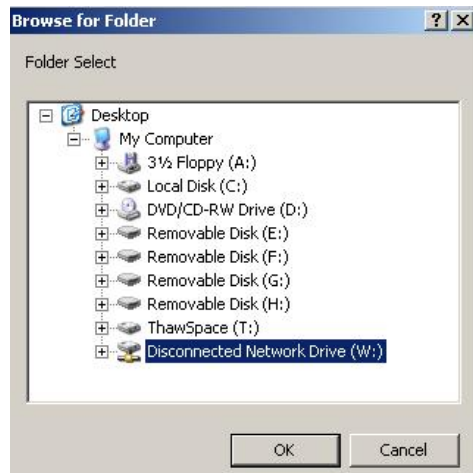 Browse for Folder
Folder Select
Desktop
My Computer
3½ Floppy (A:)
Local Disk (C:)
DVD/CD-RW Drive (D:)
Removable Disk (E:)
Removable Disk (F:)
Removable Disk (G:)
Removable Disk (H:)
ThawSpace (T:)
Disconnected Network Drive (W:)
OK Cancel